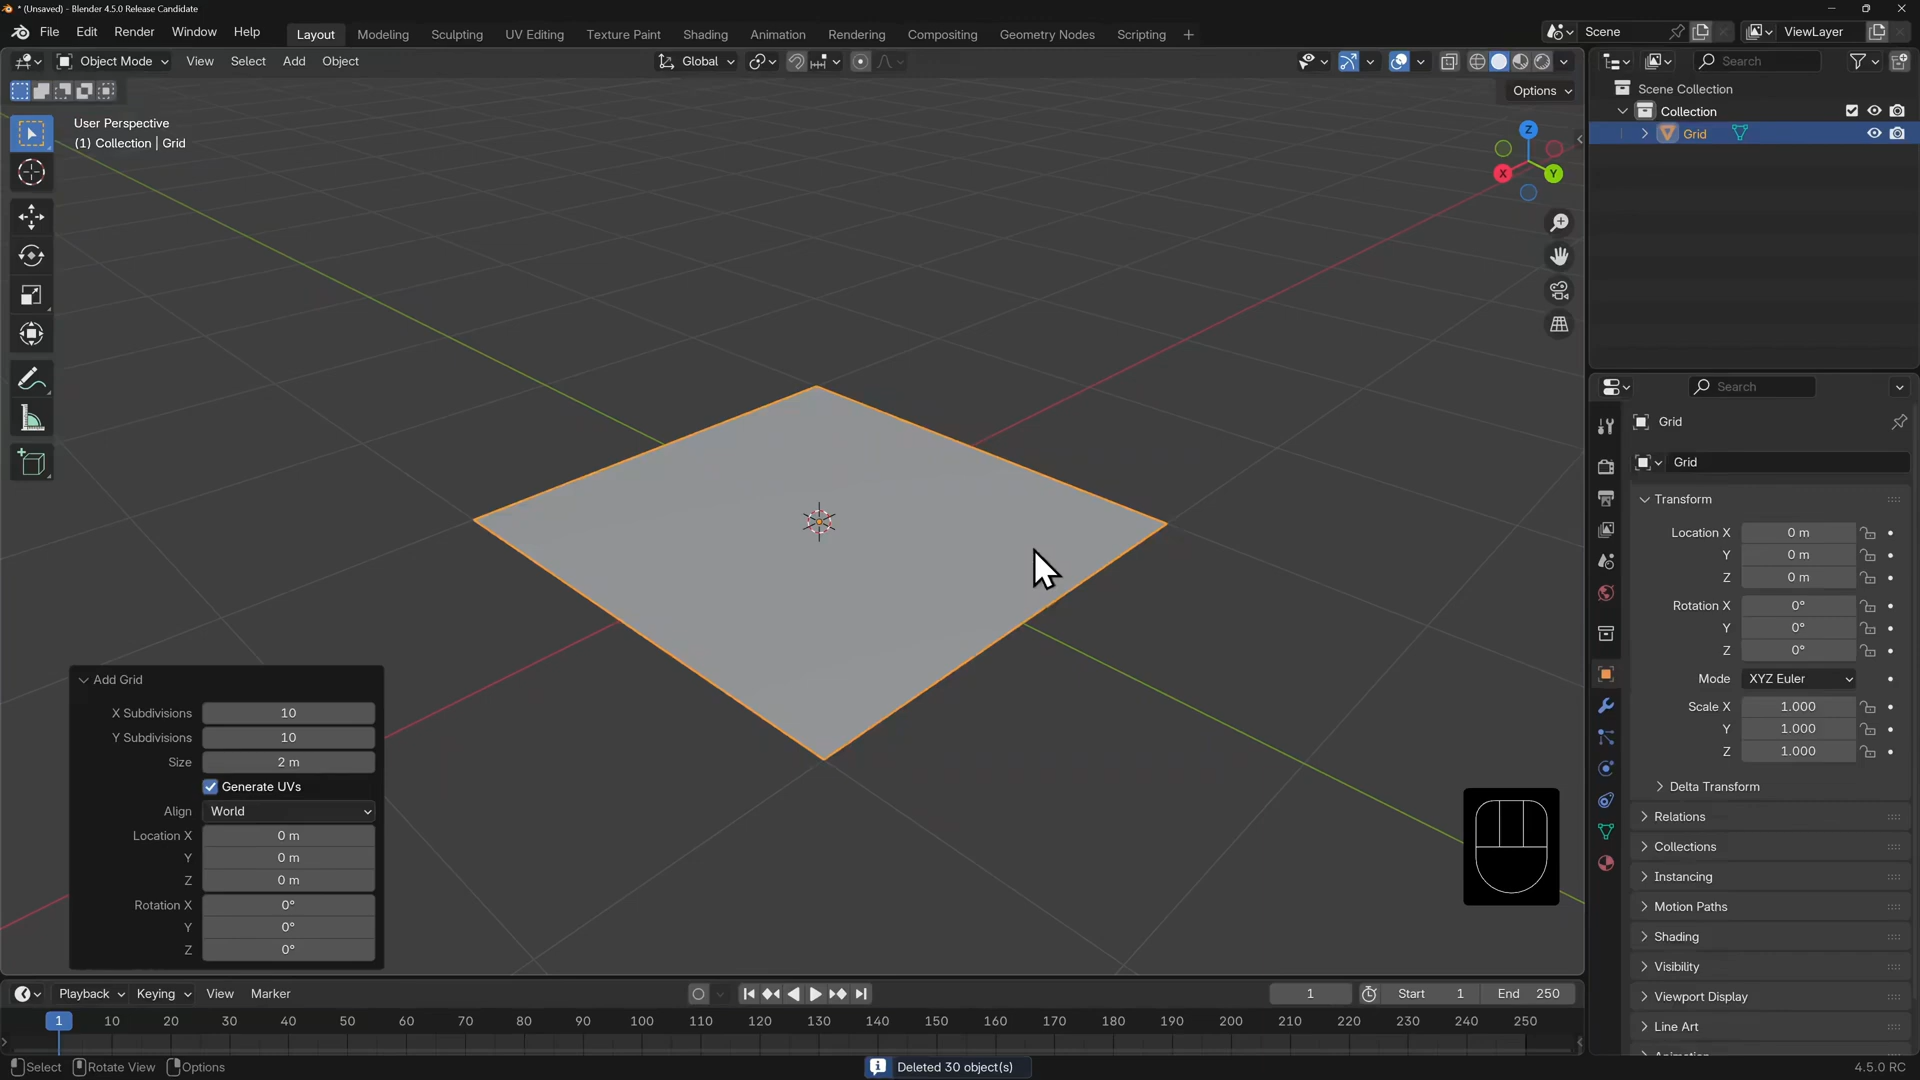 * (Unsaved) - Blender 4.5.0 Release Candidate
File Edit Render Window Help Layout Modeling Sculpting UV Editing Texture Paint Shading Animation Rendering Compositing Geometry Nodes Scripting + Scene ViewLayer
Object Mode View Select Add Object Global Search
Options
Scene Collection
Collection
Grid
User Perspective
(1) Collection | Grid
Z
X
Y
Search
Grid
Grid
Transform
Location X 0 m
Y 0 m
Z 0 m
Rotation X 0°
Y 0°
Z 0°
Mode XYZ Euler
Scale X 1.000
Y 1.000
Z 1.000
Delta Transform
Relations
Collections
Instancing
Motion Paths
Shading
Visibility
Viewport Display
Line Art
Add Grid
X Subdivisions 10
Y Subdivisions 10
Size 2 m
Generate UVs
Align World
Location X 0 m
Y 0 m
Z 0 m
Rotation X 0°
Y 0°
Z 0°
Playback Keying View Marker 1 Start 1 End 250
1 10 20 30 40 50 60 70 80 90 100 110 120 130 140 150 160 170 180 190 200 210 220 230 240 250
Select Rotate View Options Deleted 30 object(s) 4.5.0 RC